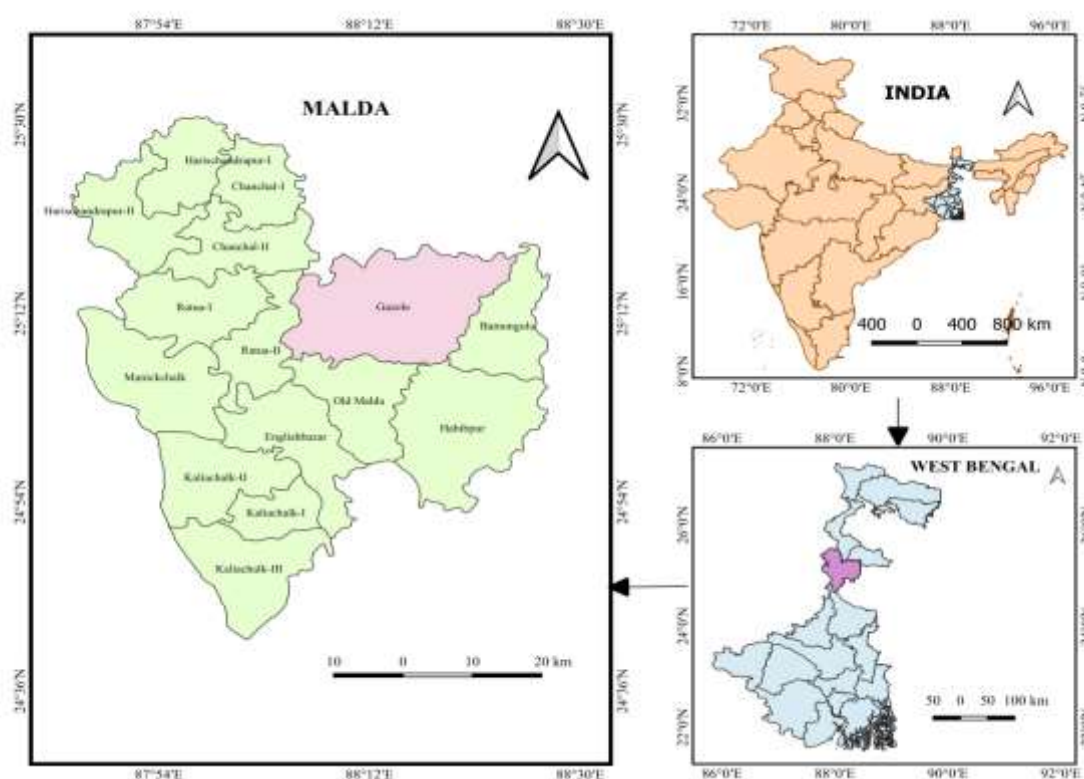 87°54'E 88°12'E 88°30'E
MALDA
25°30'N
25°12'N
24°54'N
24°36'N
25°30'N
25°12'N
24°54'N
24°36'N
Harischandrapur-I
Chanchal-I
Harischandrapur-II
Chanchal-II
Gazole
Ratua-I
Bamungola
Ratua-II
Manickchak
Old Malda
Englishbazar
Habibpur
Kaliachalk-II
Kaliachalk-I
Kaliachalk-III
10 0 10 20 km
87°54'E 88°12'E 88°30'E
72°0'E 80°0'E 88°0'E 96°0'E
INDIA
32°0'N
24°0'N
16°0'N
8°0'N
400 0 400 800 km
72°0'E 80°0'E 88°0'E 96°0'E
86°0'E 88°0'E 90°0'E 92°0'E
WEST BENGAL
26°0'N
24°0'N
22°0'N
50 0 50 100 km
86°0'E 88°0'E 90°0'E 92°0'E